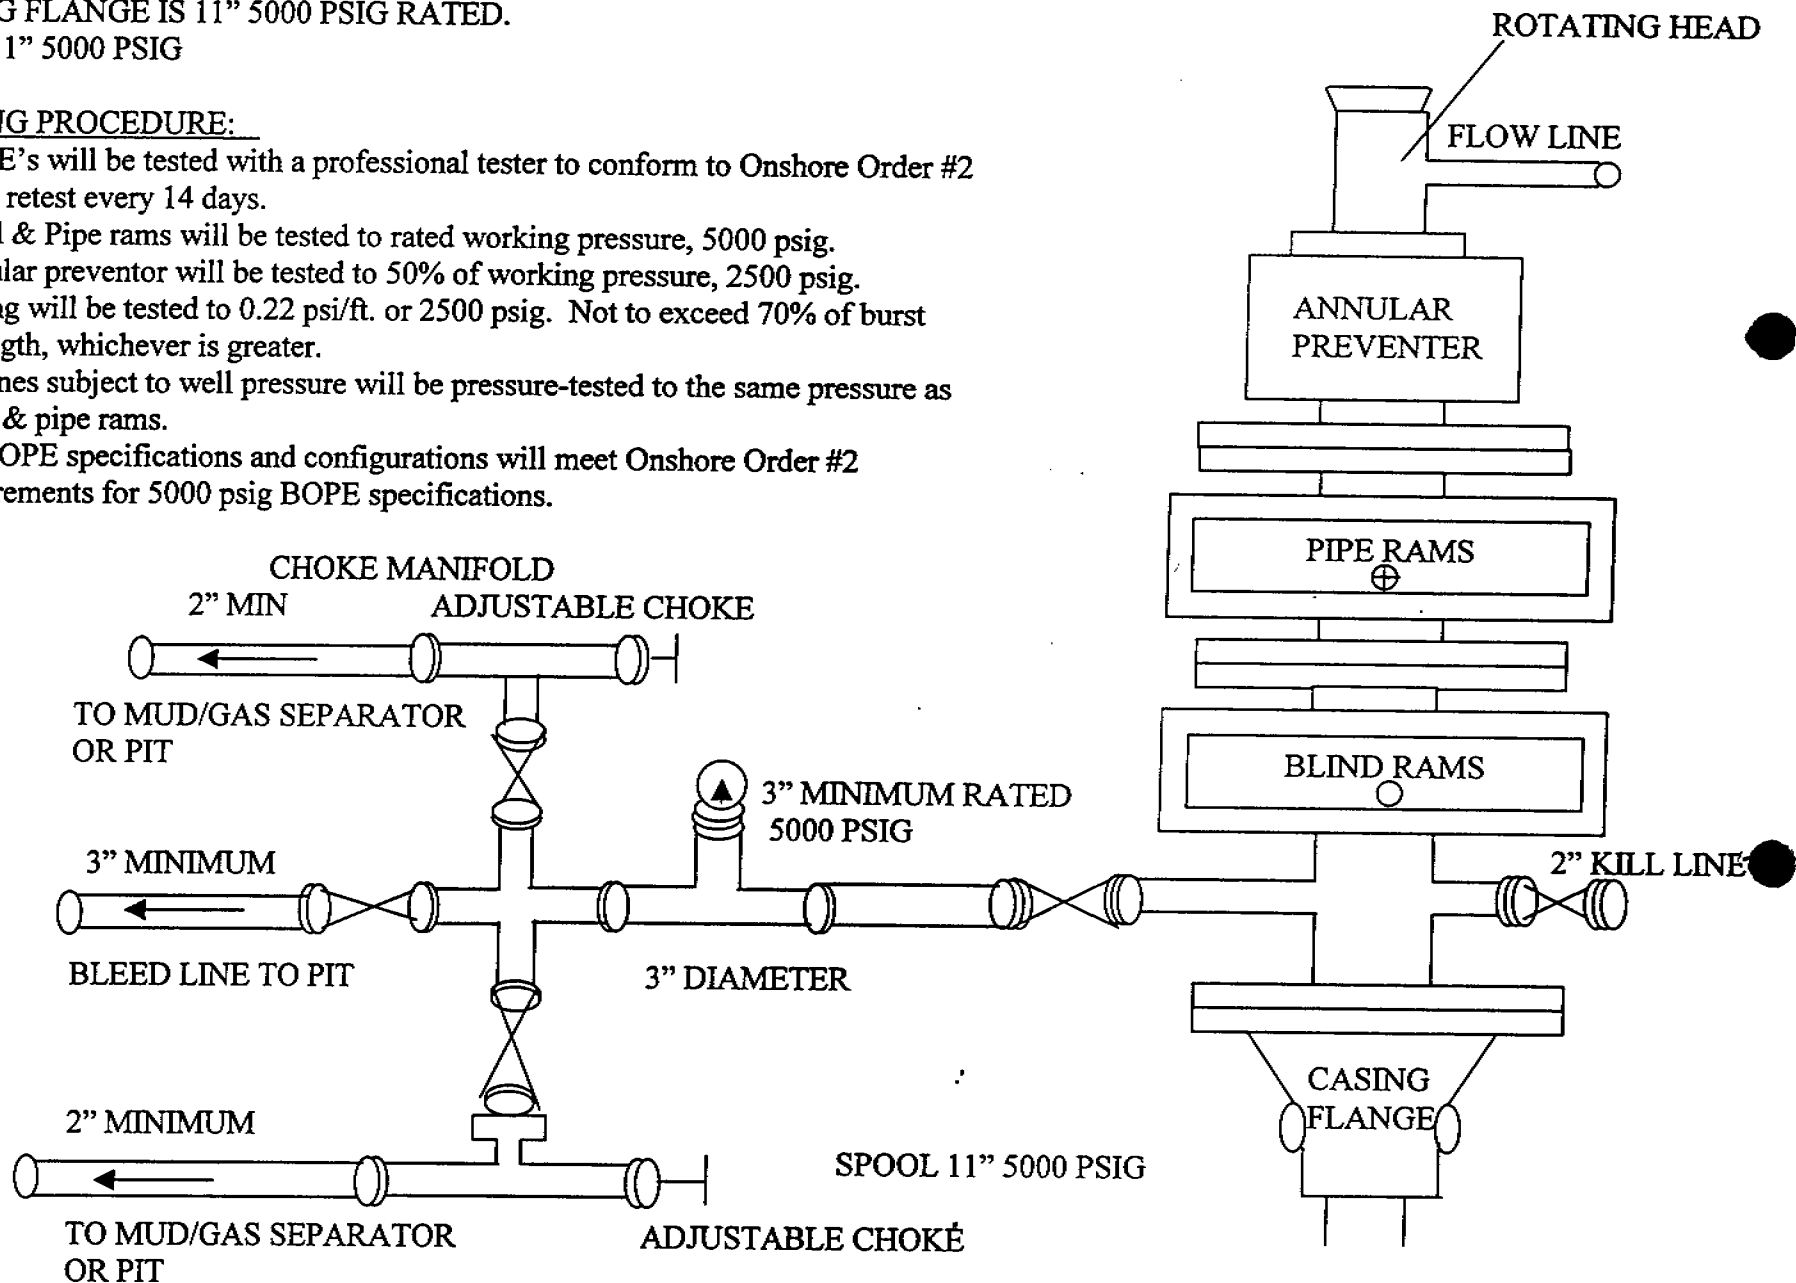 G FLANGE IS 11” 5000 PSIG RATED.
1” 5000 PSIG
NG PROCEDURE:
E’s will be tested with a professional tester to conform to Onshore Order #2
retest every 14 days.
& Pipe rams will be tested to rated working pressure, 5000 psig.
lar preventor will be tested to 50% of working pressure, 2500 psig.
g will be tested to 0.22 psi/ft. or 2500 psig. Not to exceed 70% of burst
gth, whichever is greater.
nes subject to well pressure will be pressure-tested to the same pressure as
& pipe rams.
OPE specifications and configurations will meet Onshore Order #2
rements for 5000 psig BOPE specifications.
ROTATING HEAD
FLOW LINE
ANNULAR
PREVENTER
PIPE RAMS
BLIND RAMS
2” KILL LINE
CASING
FLANGE
CHOKE MANIFOLD
2” MIN
ADJUSTABLE CHOKE
TO MUD/GAS SEPARATOR
OR PIT
3” MINIMUM RATED
5000 PSIG
3” MINIMUM
BLEED LINE TO PIT
3” DIAMETER
2” MINIMUM
SPOOL 11” 5000 PSIG
TO MUD/GAS SEPARATOR
OR PIT
ADJUSTABLE CHOKE